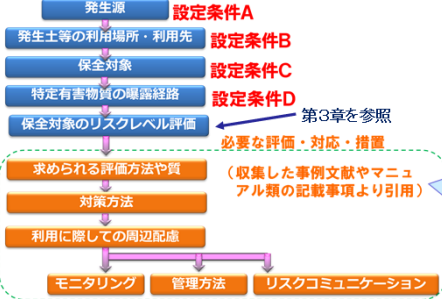 発生源
設定条件A
発生土等の利用場所・利用先
設定条件B
保全対象
設定条件C
特定有害物質の曝露経路
設定条件D
保全対象のリスクレベル評価
第3章を参照
必要な評価・対応・措置
求められる評価方法や質
（収集した事例文献やマニュ
アル類の記載事項より引用）
対策方法
利用に際しての周辺配慮
モニタリング
管理方法
リスクコミュニケーション